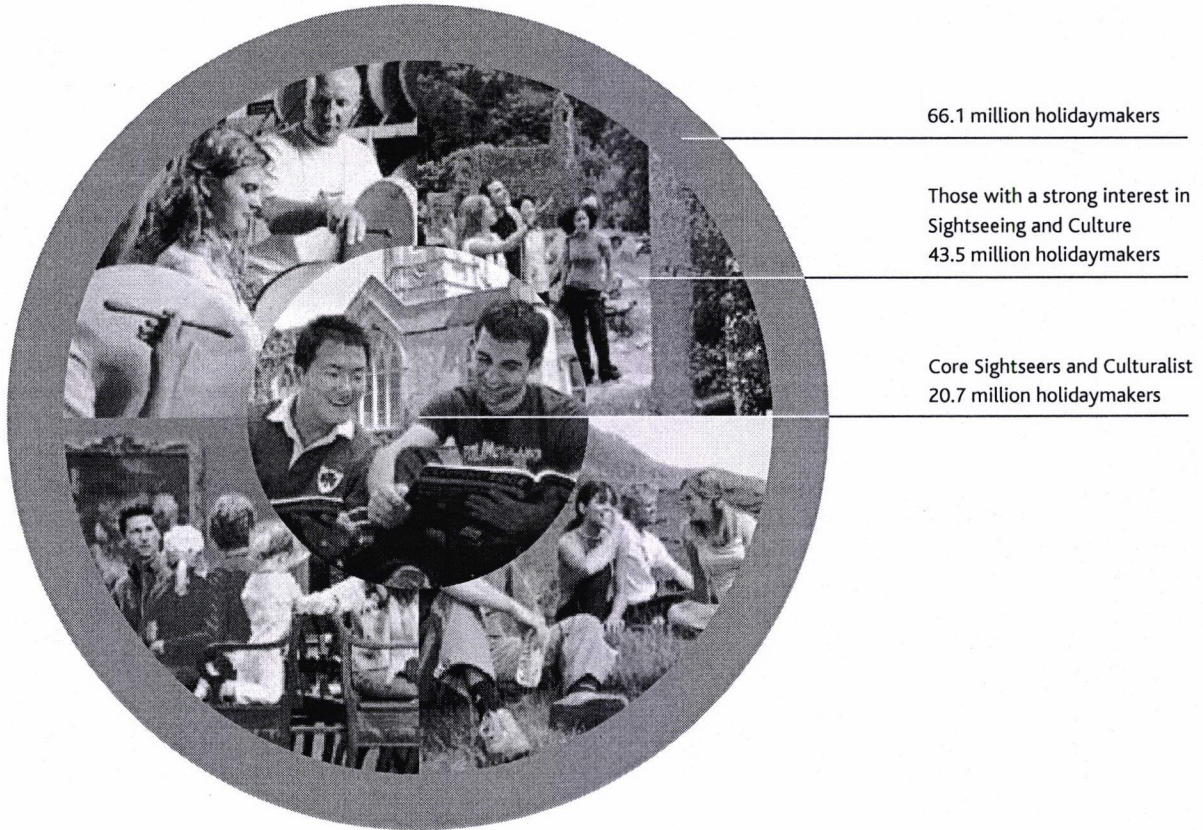 66.1 million holidaymakers
Those with a strong interest in
Sightseeing and Culture
43.5 million holidaymakers
Core Sightseers and Culturalist
20.7 million holidaymakers